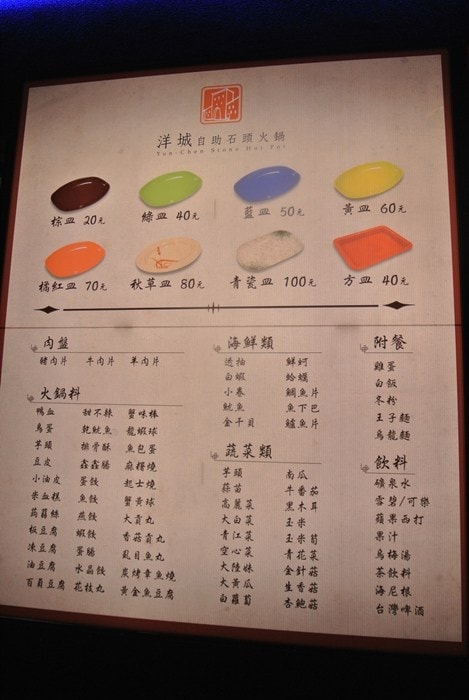 洋城自助石頭火鍋
Yun-Chen Stone Hot Pot
棕皿 20元 綠皿 40元 藍皿 50元 黃皿 60元
橘紅皿 70元 秋草皿 80元 青瓷皿 100元 方皿 40元
肉盤
豬肉片 牛肉片 羊肉片
火鍋料
鴨血 甜不辣 蟹味棒
鳥蛋 乾魷魚 龍蝦球
芋頭 排骨酥 魚包蛋
豆皮 鑫鑫腸 麻糬燒
小油皮 蛋餃 起士燒
米血糕 魚餃 蟹黃球
蒟蒻絲 燕餃 大貢丸
板豆腐 蝦餃 香菇貢丸
凍豆腐 蛋腸 虱目魚丸
油豆腐 水晶餃 炭烤章魚燒
百頁豆腐 花枝丸 黃金魚豆腐
海鮮類
透抽 鮮蚵
白蝦 蛤蠣
小卷 鯛魚片
魷魚 魚下巴
金干貝 鱸魚片
蔬菜類
芋頭 南瓜
蒜苗 牛番茄
高麗菜 黑木耳
大白菜 玉米
青江菜 玉米筍
空心菜 青花菜
大陸妹 金針菇
大黃瓜 生香菇
白蘿蔔 杏鮑菇
附餐
雞蛋
白飯
冬粉
王子麵
烏龍麵
飲料
礦泉水
雪碧/可樂
蘋果西打
果汁
烏梅湯
茶飲料
海尼根
台灣啤酒